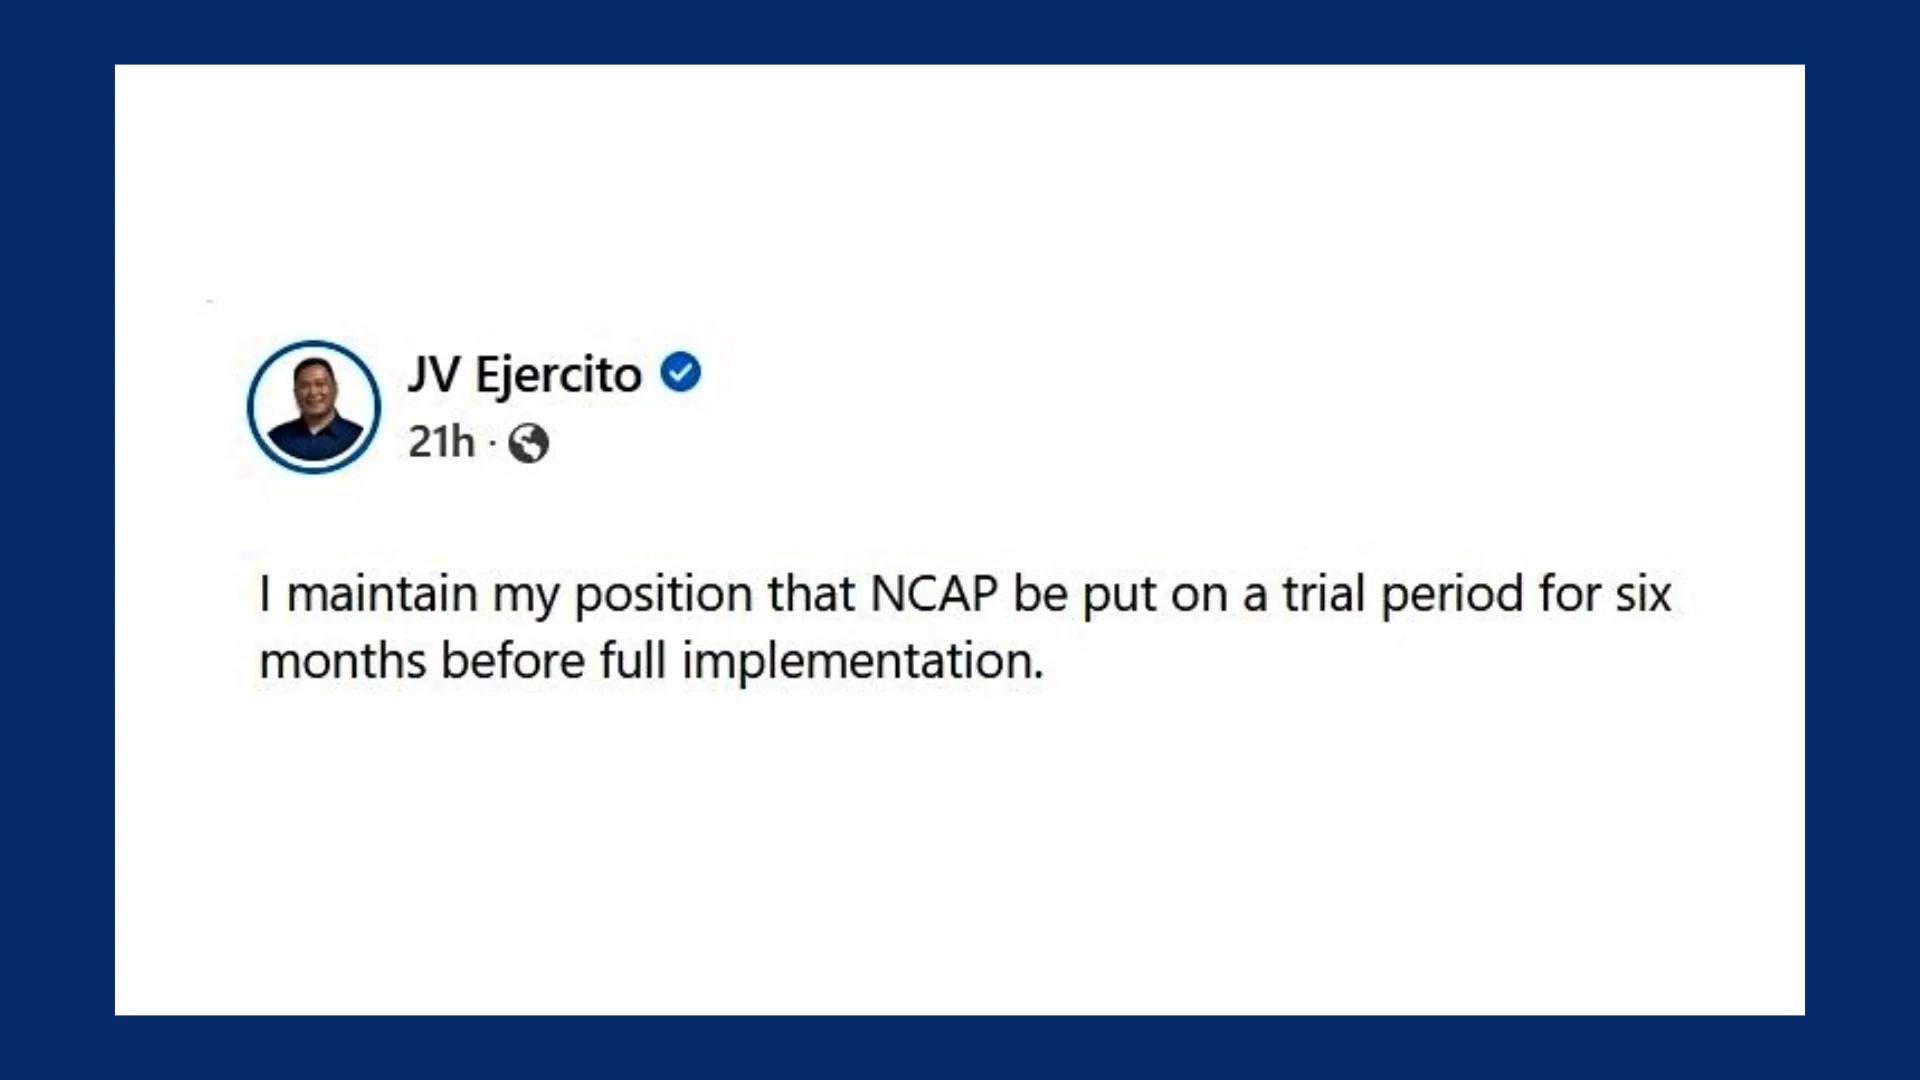 JV Ejercito
21h ·
I maintain my position that NCAP be put on a trial period for six
months before full implementation.